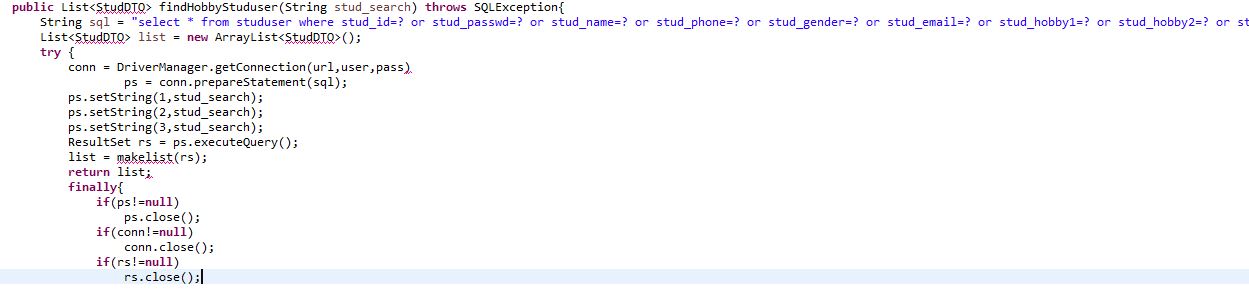 public List<StudDTO> findHobbyStuduser(String stud_search) throws SQLException{
String sql = "select * from studuser where stud_id=? or stud_passwd=? or stud_name=? or stud_phone=? or stud_gender=? or stud_email=? or stud_hobby1=? or stud_hobby2=? or st
List<StudDTO> list = new ArrayList<StudDTO>();
try {
conn = DriverManager.getConnection(url,user,pass)
ps = conn.prepareStatement(sql);
ps.setString(1,stud_search);
ps.setString(2,stud_search);
ps.setString(3,stud_search);
ResultSet rs = ps.executeQuery();
list = makelist(rs);
return list;
finally{
if(ps!=null)
ps.close();
if(conn!=null)
conn.close();
if(rs!=null)
rs.close();